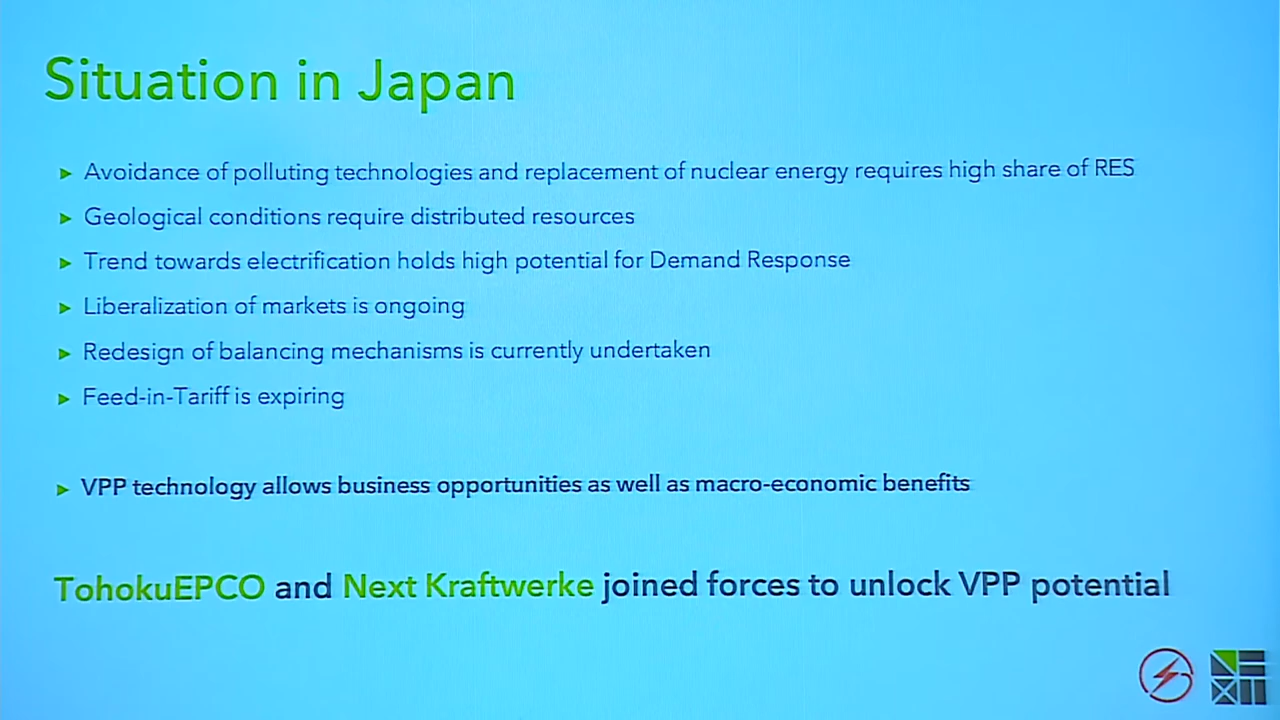 Situation in Japan
Avoidance of polluting technologies and replacement of nuclear energy requires high share of RES
Geological conditions require distributed resources
Trend towards electrification holds high potential for Demand Response
Liberalization of markets is ongoing
Redesign of balancing mechanisms is currently undertaken
Feed-in-Tariff is expiring
VPP technology allows business opportunities as well as macro-economic benefits
TohokuEPCO and Next Kraftwerke joined forces to unlock VPP potential
NEXT